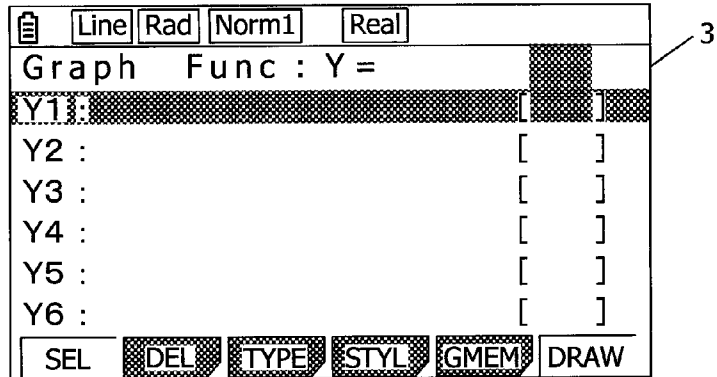 Line Rad Norm1 Real
3
Graph Func : Y =
Y1 : [ ]
Y2 : [ ]
Y3 : [ ]
Y4 : [ ]
Y5 : [ ]
Y6 : [ ]
SEL DEL TYPE STYL GMEM DRAW